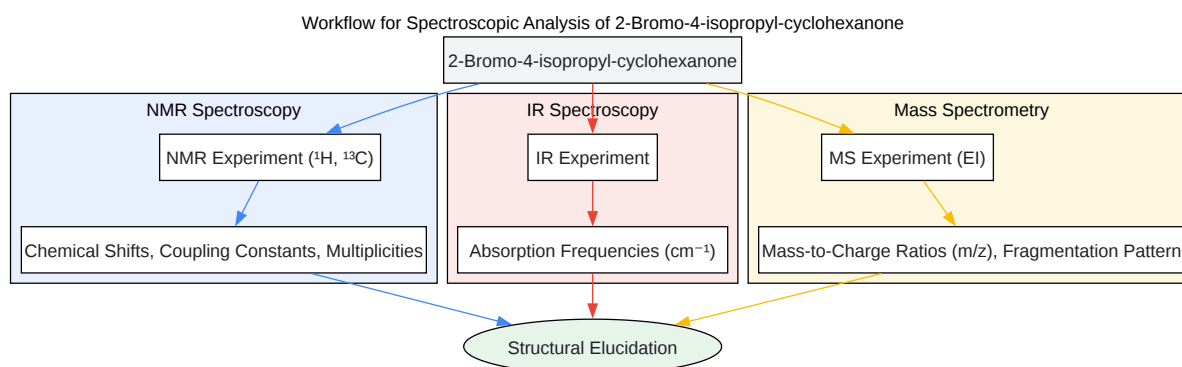 Workflow for Spectroscopic Analysis of 2-Bromo-4-isopropyl-cyclohexanone
2-Bromo-4-isopropyl-cyclohexanone
NMR Spectroscopy
IR Spectroscopy
Mass Spectrometry
NMR Experiment (¹H, ¹³C)
IR Experiment
MS Experiment (EI)
Chemical Shifts, Coupling Constants, Multiplicities
Absorption Frequencies (cm⁻¹)
Mass-to-Charge Ratios (m/z), Fragmentation Pattern
Structural Elucidation